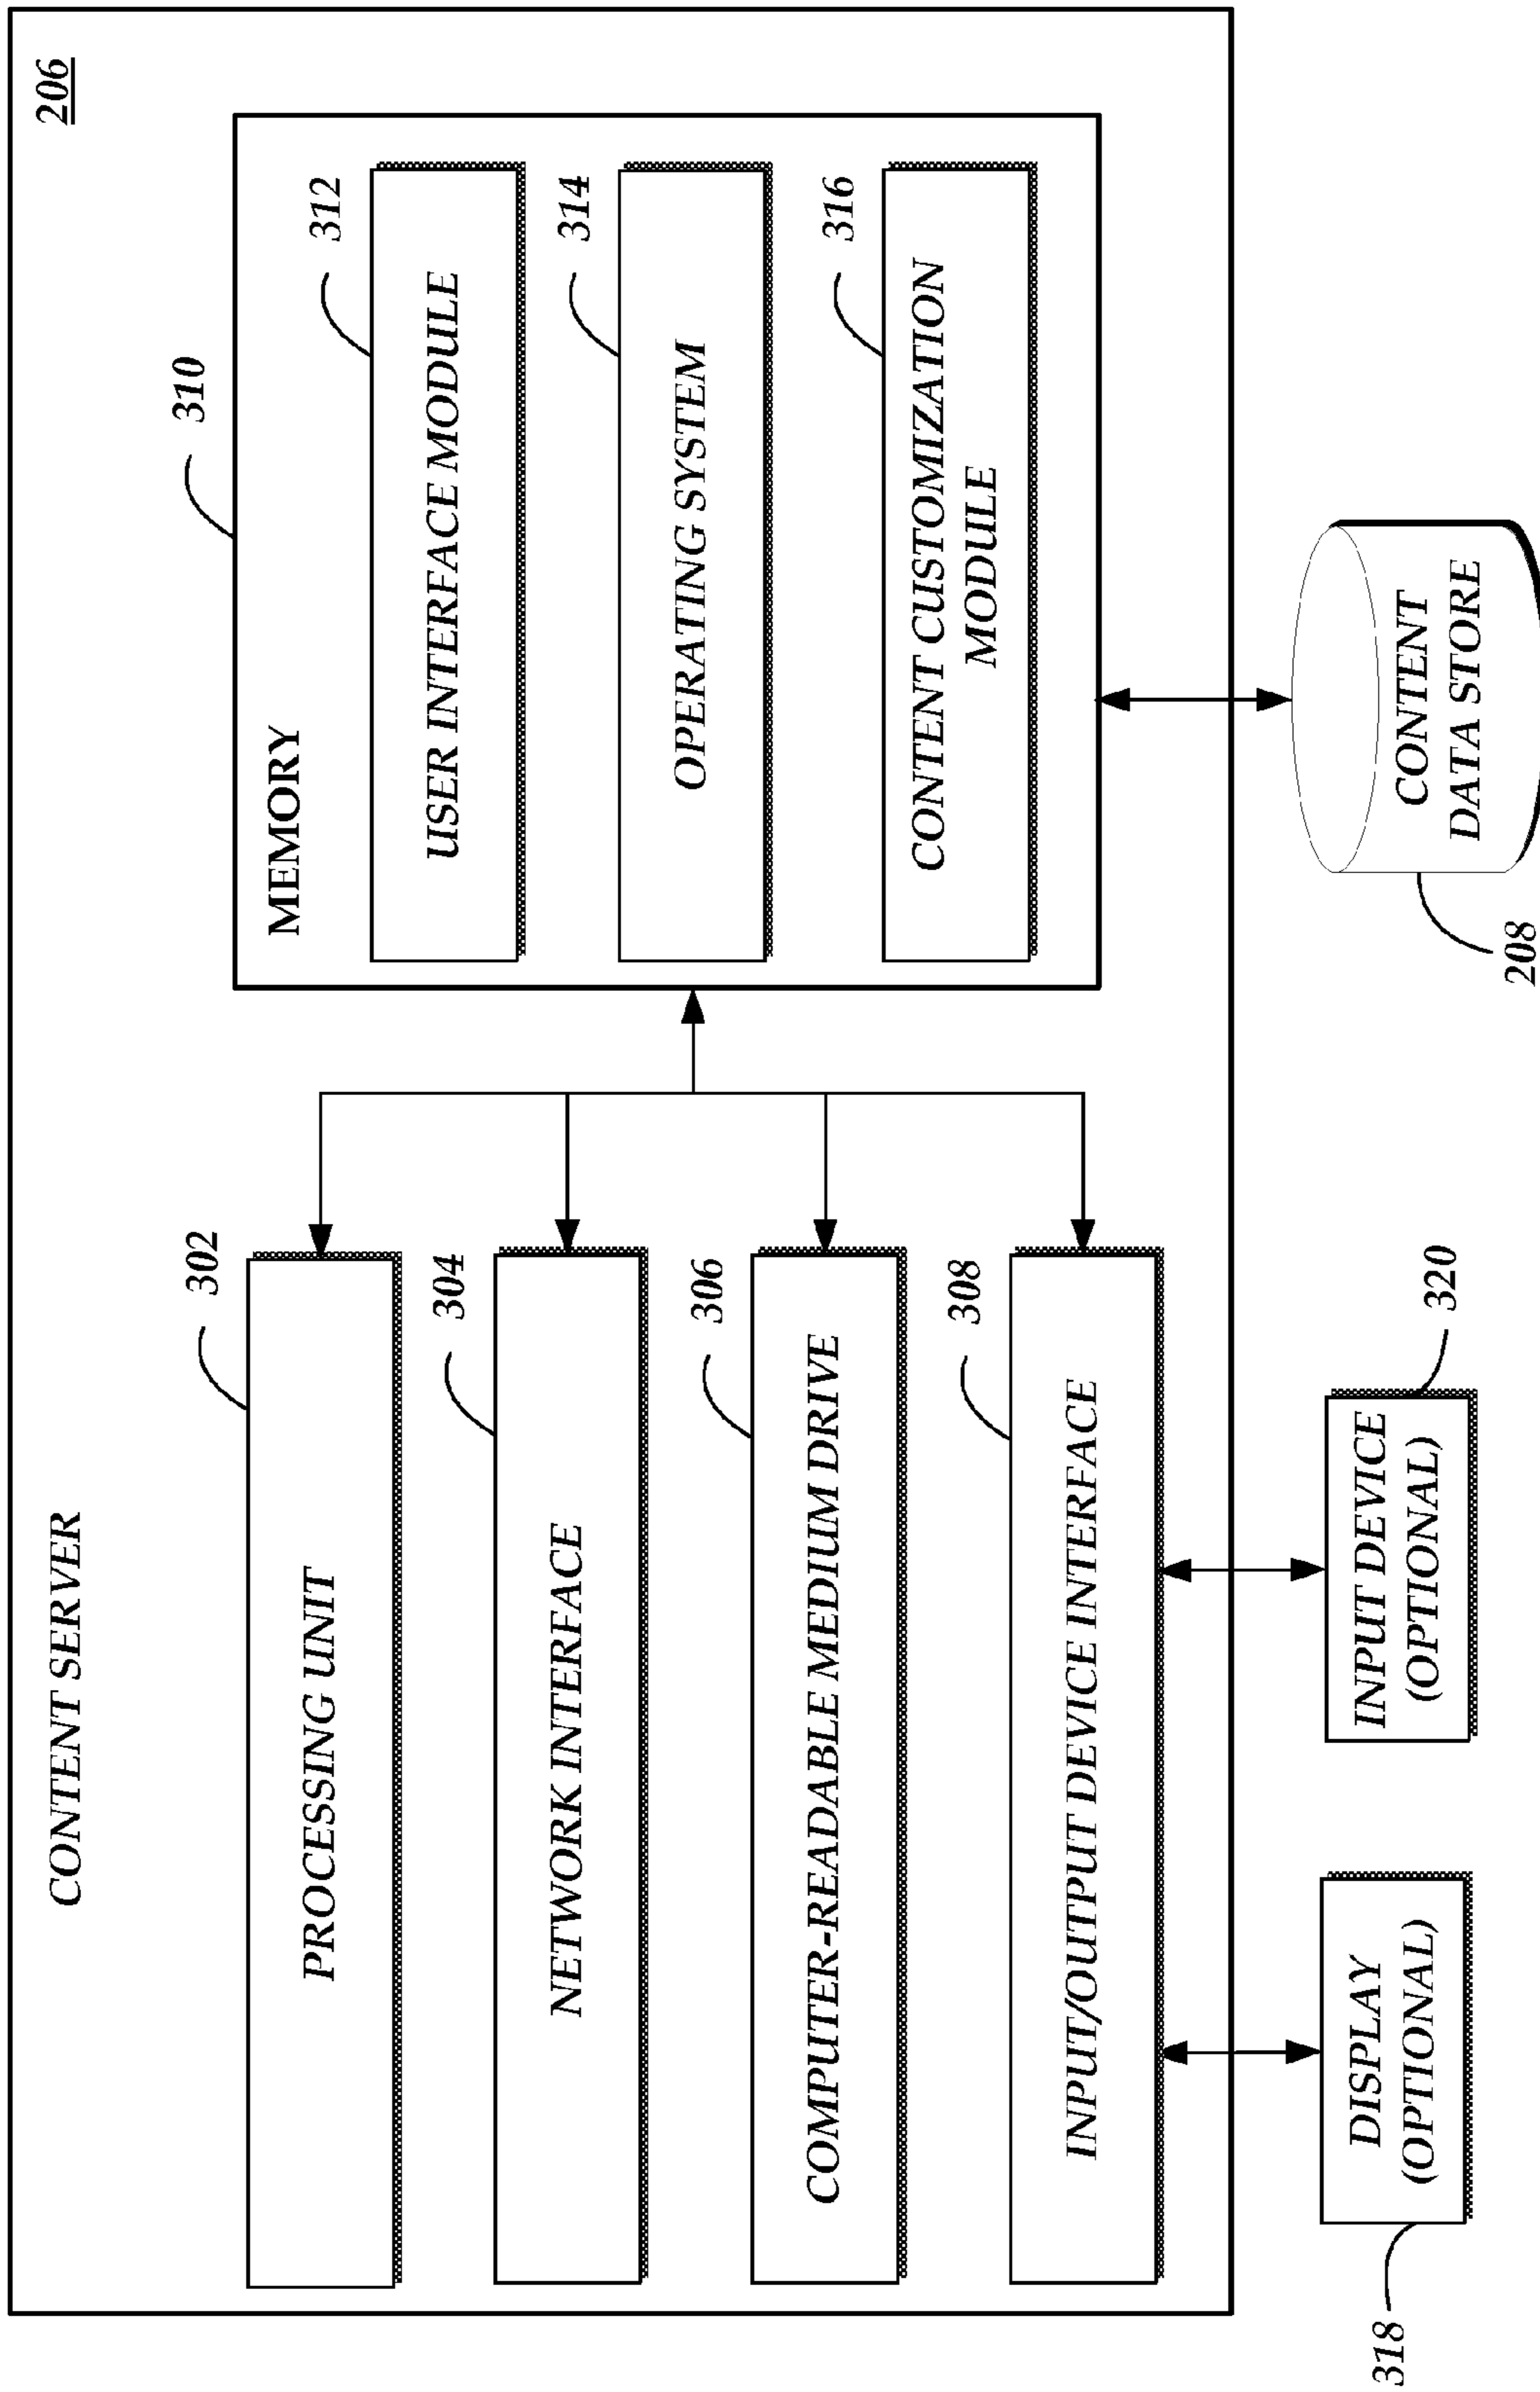 CONTENT SERVER
206
302
PROCESSING UNIT
304
NETWORK INTERFACE
306
COMPUTER-READABLE MEDIUM DRIVE
308
INPUT/OUTPUT DEVICE INTERFACE
310
MEMORY
312
USER INTERFACE MODULE
314
OPERATING SYSTEM
316
CONTENT CUSTOMIZATION
MODULE
318
DISPLAY
(OPTIONAL)
INPUT DEVICE
(OPTIONAL)
320
208
CONTENT
DATA STORE